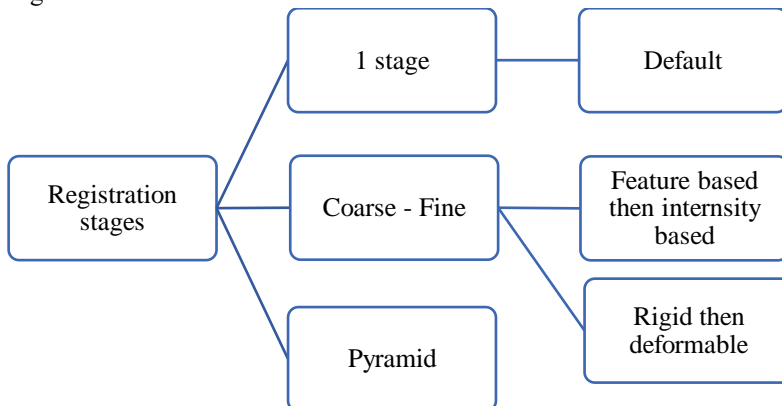 1 stage
Default
Registration
stages
Coarse - Fine
Feature based
then internsity
based
Pyramid
Rigid then
deformable